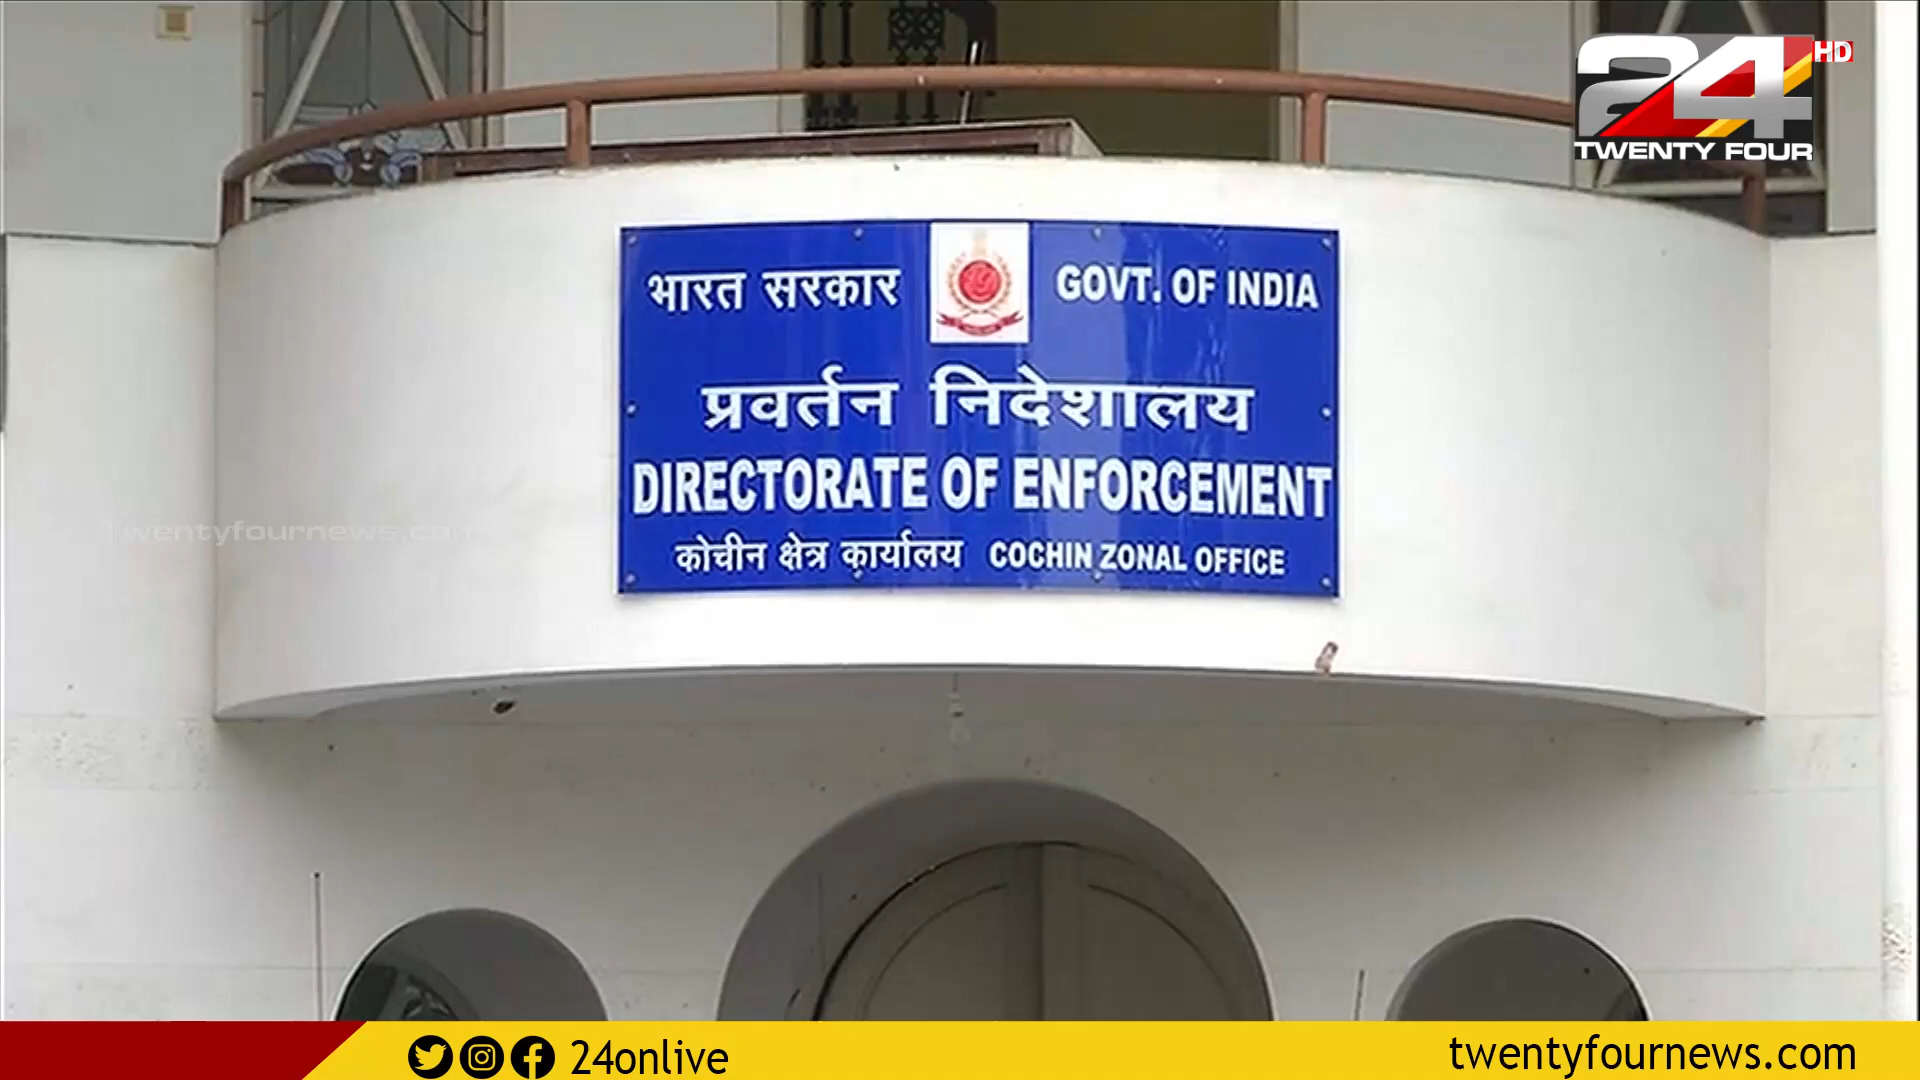 24 HD
TWENTY FOUR
भारत सरकार GOVT. OF INDIA
प्रवर्तन निदेशालय
DIRECTORATE OF ENFORCEMENT
कोचीन क्षेत्र कार्यालय COCHIN ZONAL OFFICE
Twentyfournews.com
24onlive
twentyfournews.com